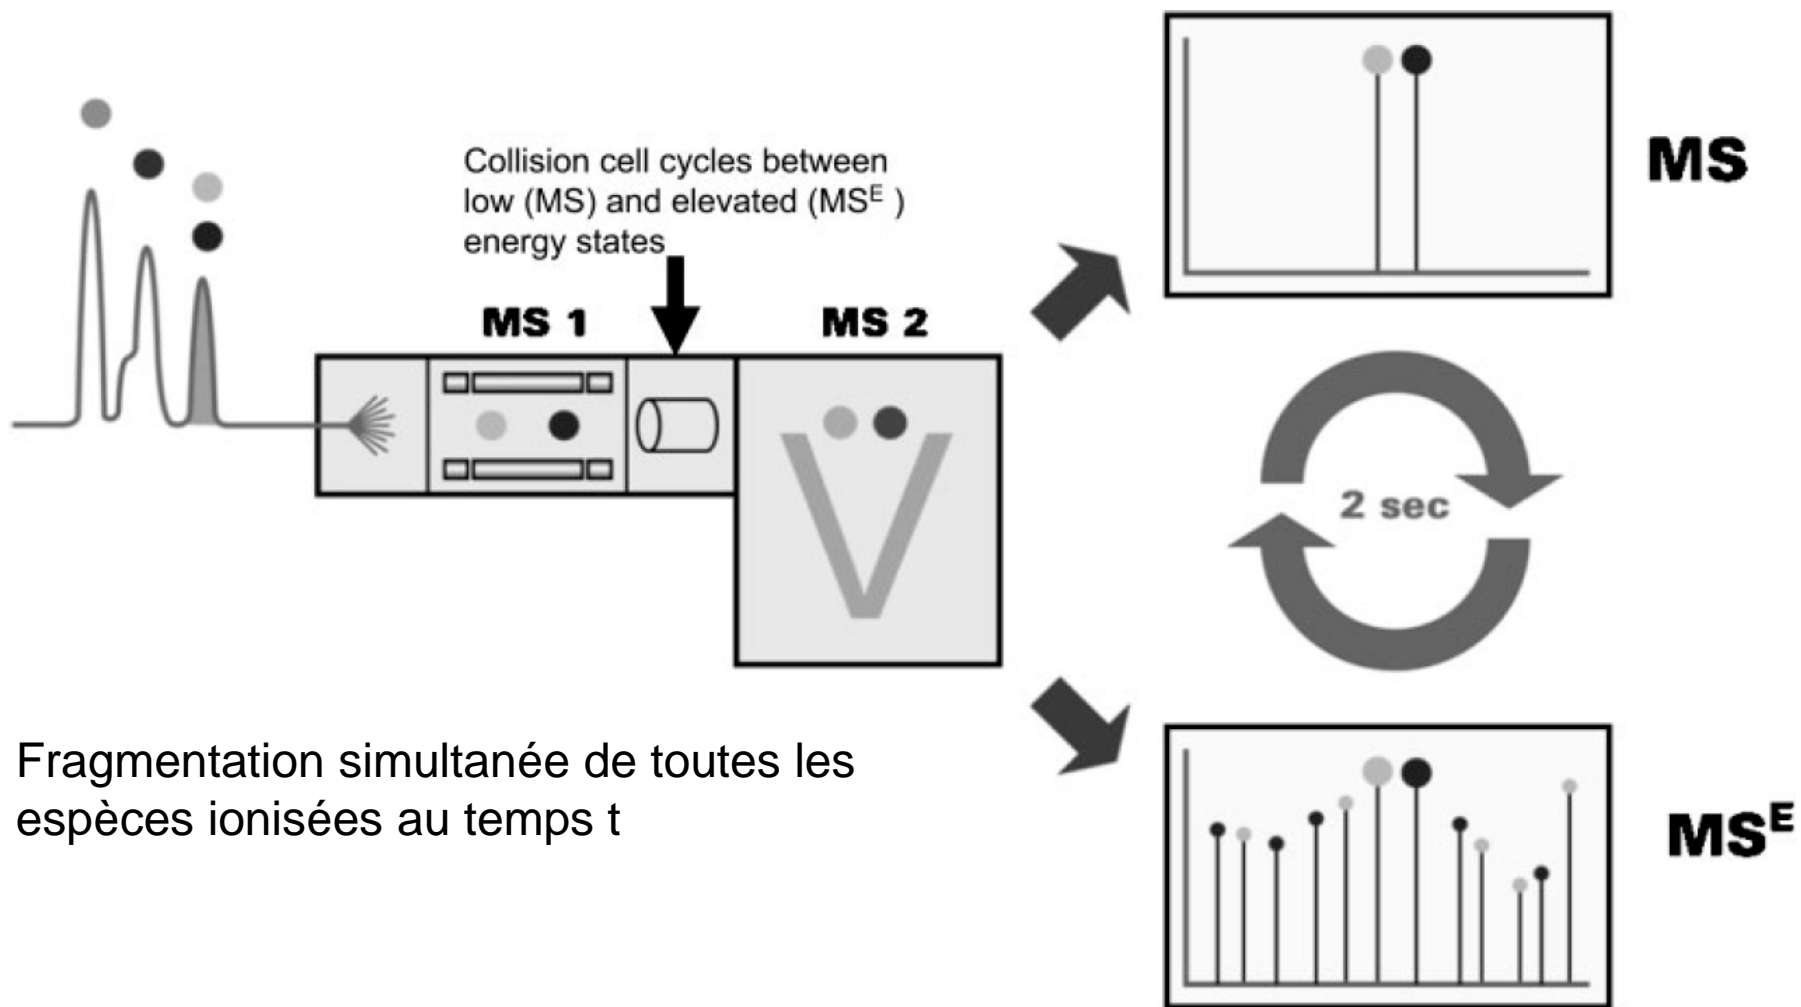 Collision cell cycles between
low (MS) and elevated (MSᴱ )
energy states
MS 1
MS 2
MS
2 sec
MSᴱ
Fragmentation simultanée de toutes les
espèces ionisées au temps t